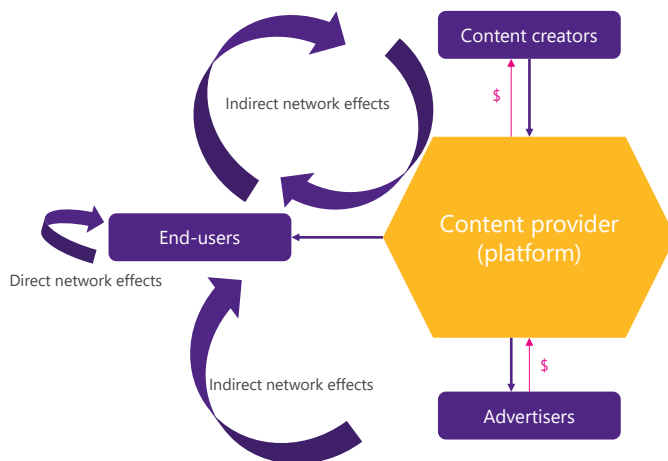 Content creators
$
Indirect network effects
Content provider
(platform)
End-users
Direct network effects
$
Indirect network effects
Advertisers